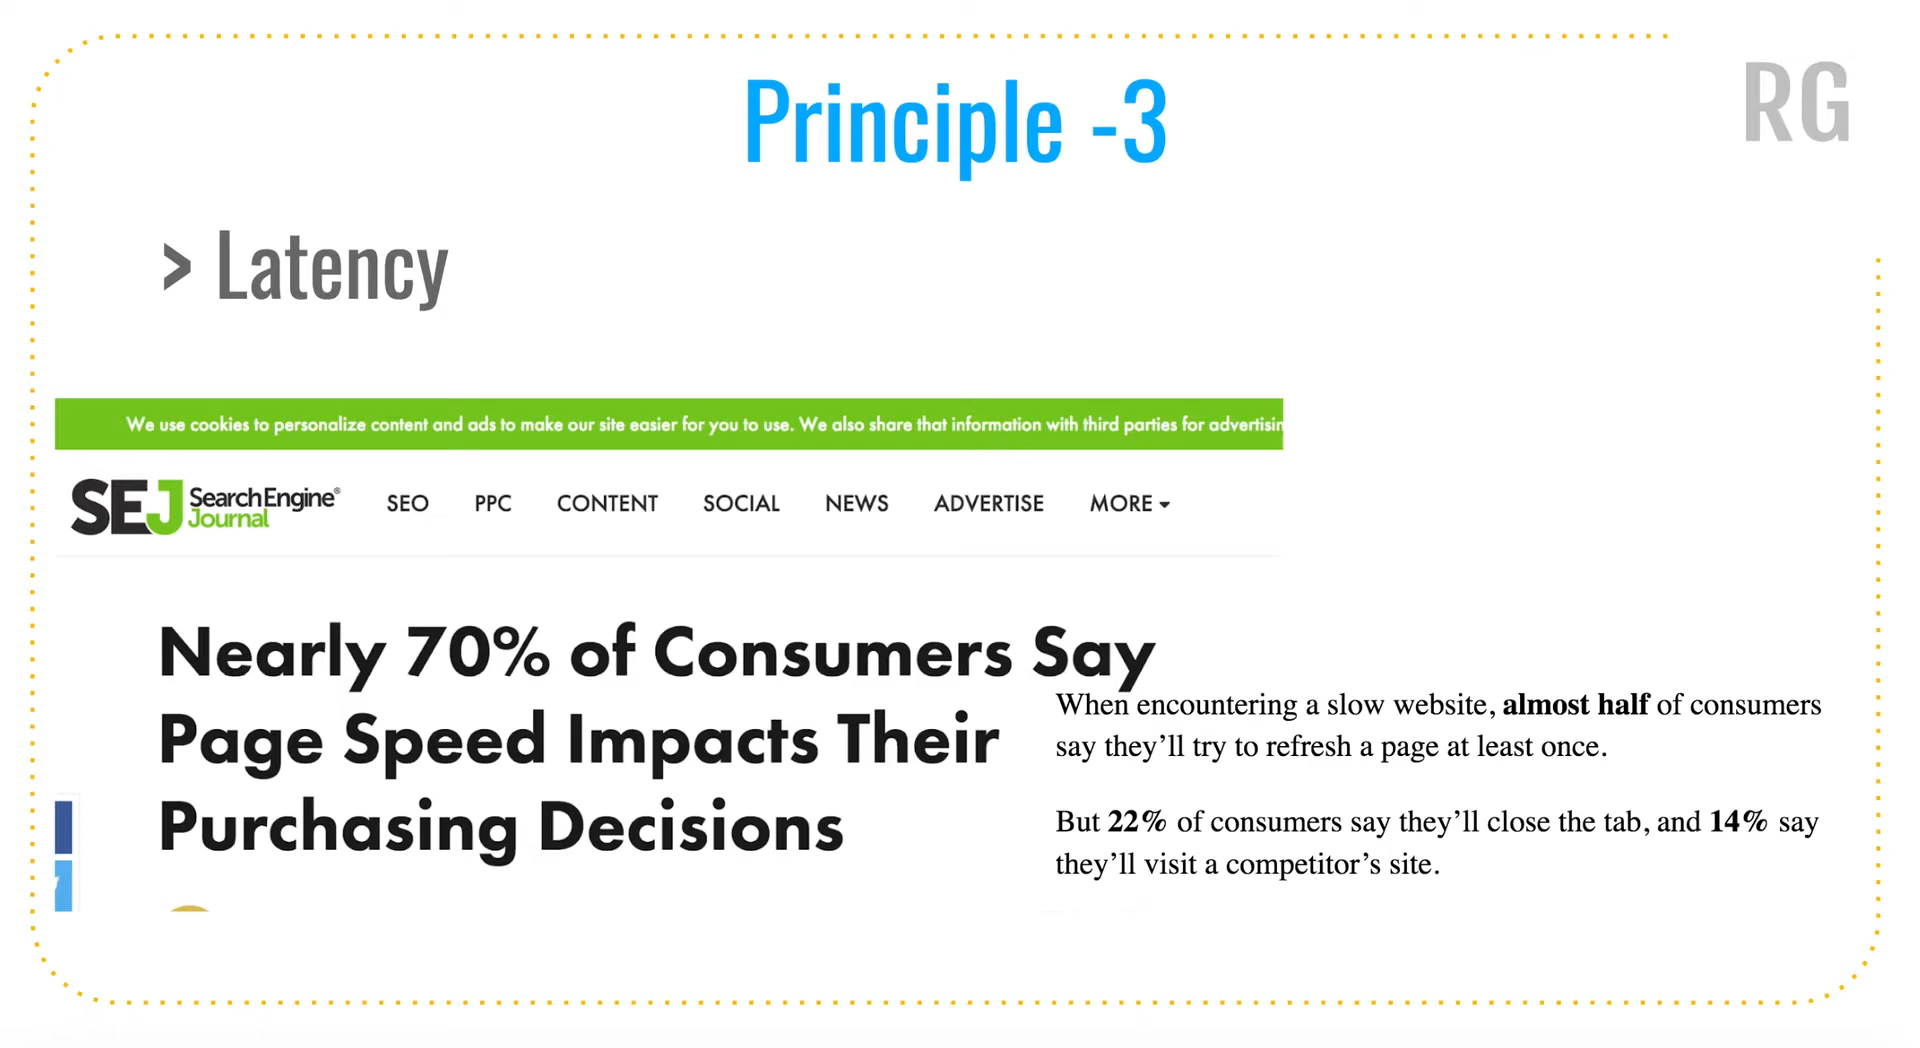 Principle -3
RG
> Latency
We use cookies to personalize content and ads to make our site easier for you to use. We also share that information with third parties for
SEJ Search Engine®
Journal
SEO PPC CONTENT SOCIAL NEWS ADVERTISE MORE
Nearly 70% of Consumers Say
Page Speed Impacts Their
Purchasing Decisions
When encountering a slow website, almost half of consumers
say they’ll try to refresh a page at least once.
But 22% of consumers say they’ll close the tab, and 14% say
they’ll visit a competitor’s site.